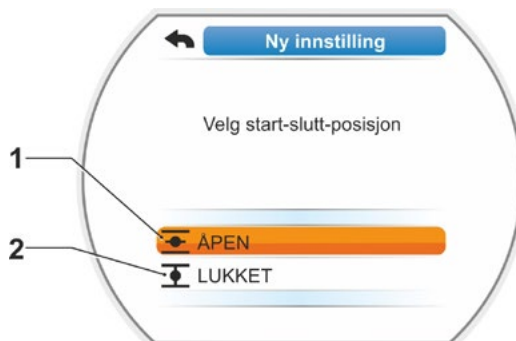 Ny innstilling
Velg start-slutt-posisjon
1
ÅPEN
2
LUKKET